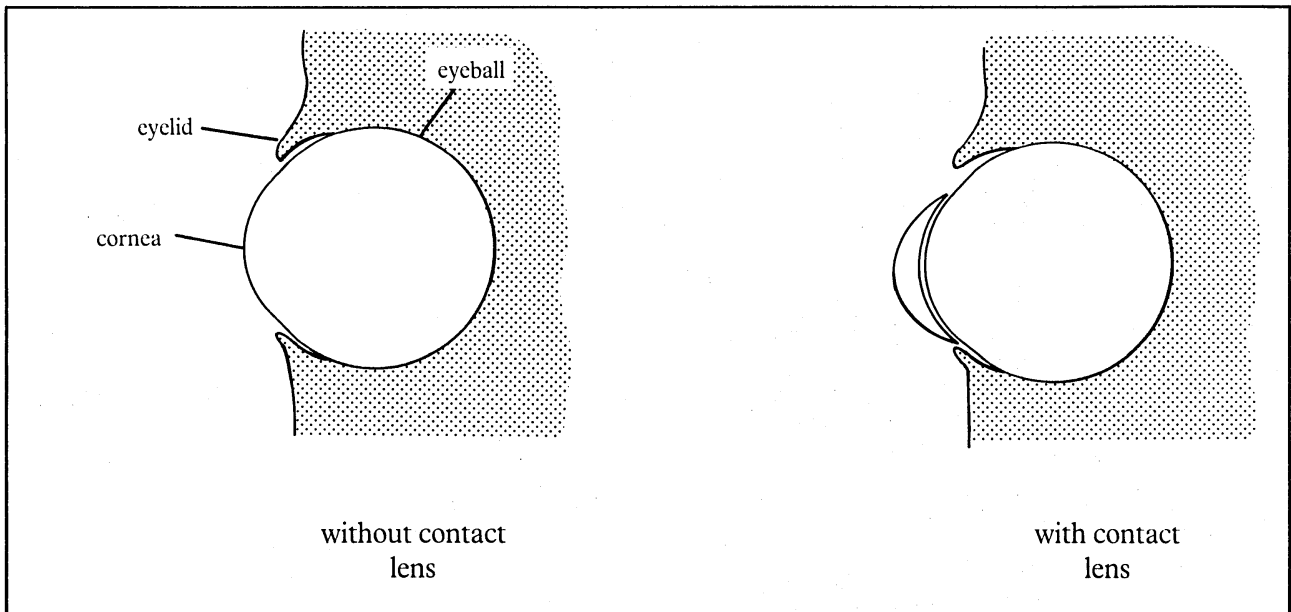 eyeball
eyelid
cornea
without contact
lens
with contact
lens